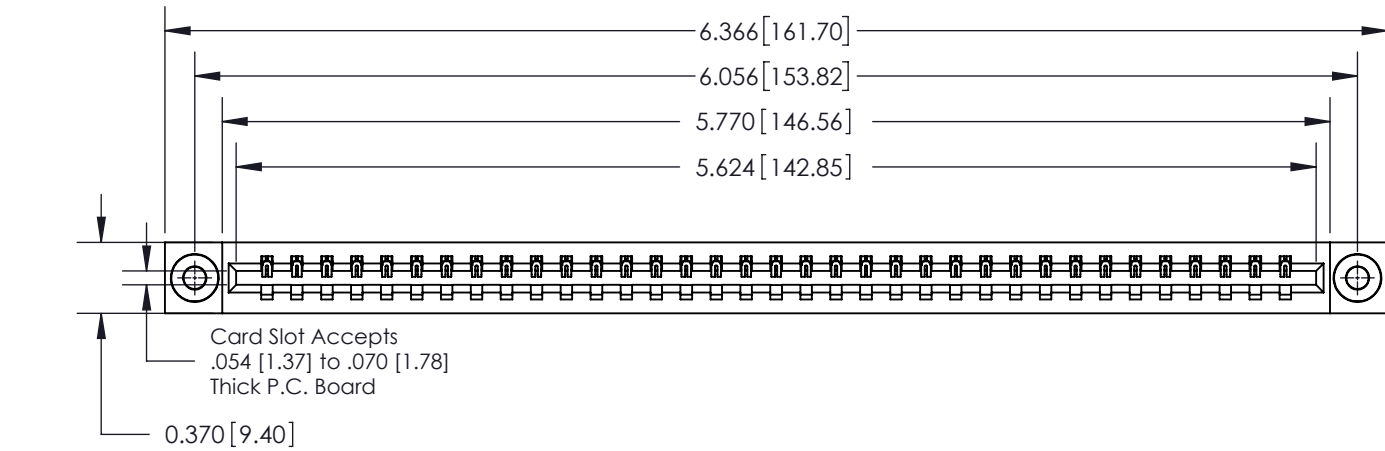 6.366[161.70]
6.056[153.82]
5.770[146.56]
5.624[142.85]
Card Slot Accepts
.054 [1.37] to .070 [1.78]
Thick P.C. Board
0.370[9.40]